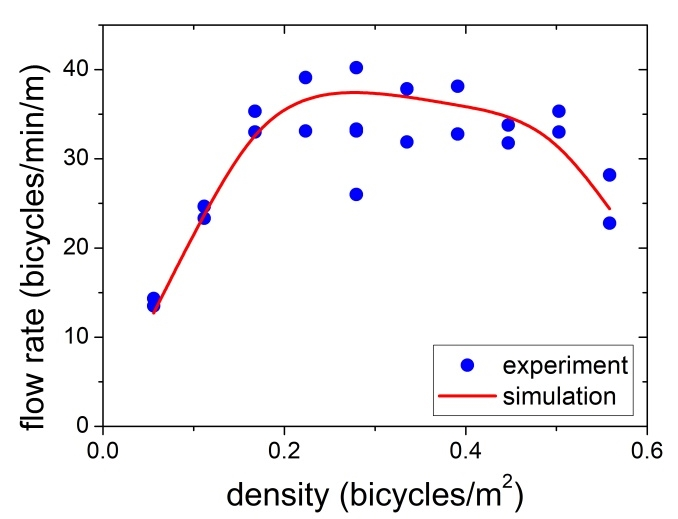 flow rate (bicycles/min/m)
40
30
20
10
0
0.0 0.2 0.4 0.6
density (bicycles/m²)
experiment
simulation